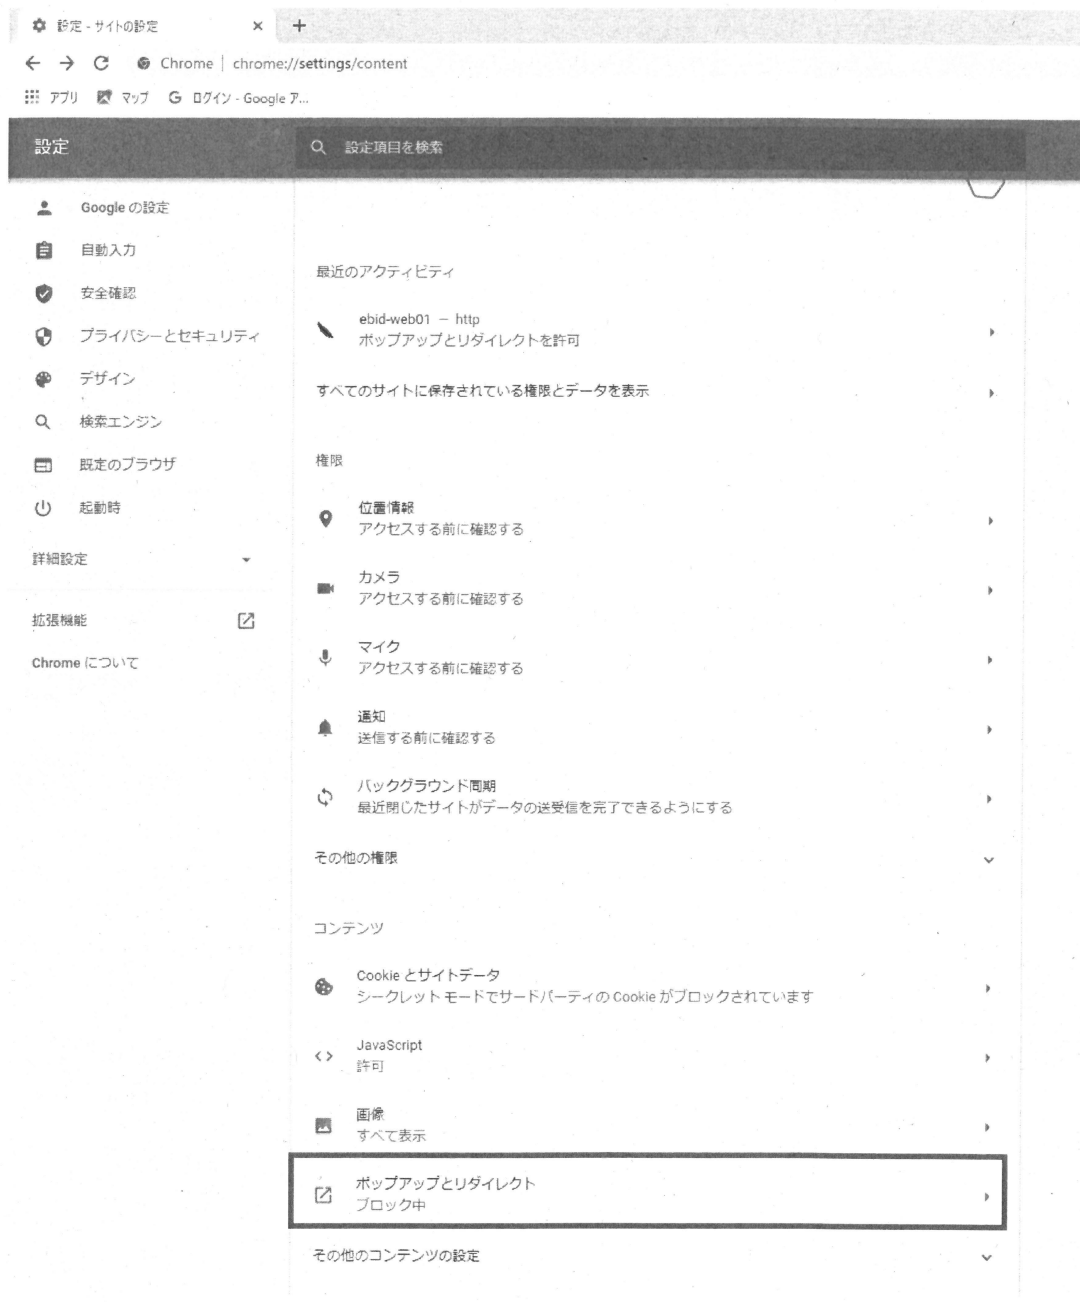 設定 - サイトの設定
Chrome | chrome://settings/content
アプリ マップ G ログイン - Google ア...
設定
設定項目を検索
Google の設定
自動入力
安全確認
プライバシーとセキュリティ
デザイン
検索エンジン
既定のブラウザ
起動時
詳細設定
拡張機能
Chrome について
最近のアクティビティ
ebid-web01 − http
ポップアップとリダイレクトを許可
すべてのサイトに保存されている権限とデータを表示
権限
位置情報
アクセスする前に確認する
カメラ
アクセスする前に確認する
マイク
アクセスする前に確認する
通知
送信する前に確認する
バックグラウンド同期
最近閉じたサイトがデータの送受信を完了できるようにする
その他の権限
コンテンツ
Cookie とサイトデータ
シークレット モードでサードパーティの Cookie がブロックされています
JavaScript
許可
画像
すべて表示
ポップアップとリダイレクト
ブロック中
その他のコンテンツの設定